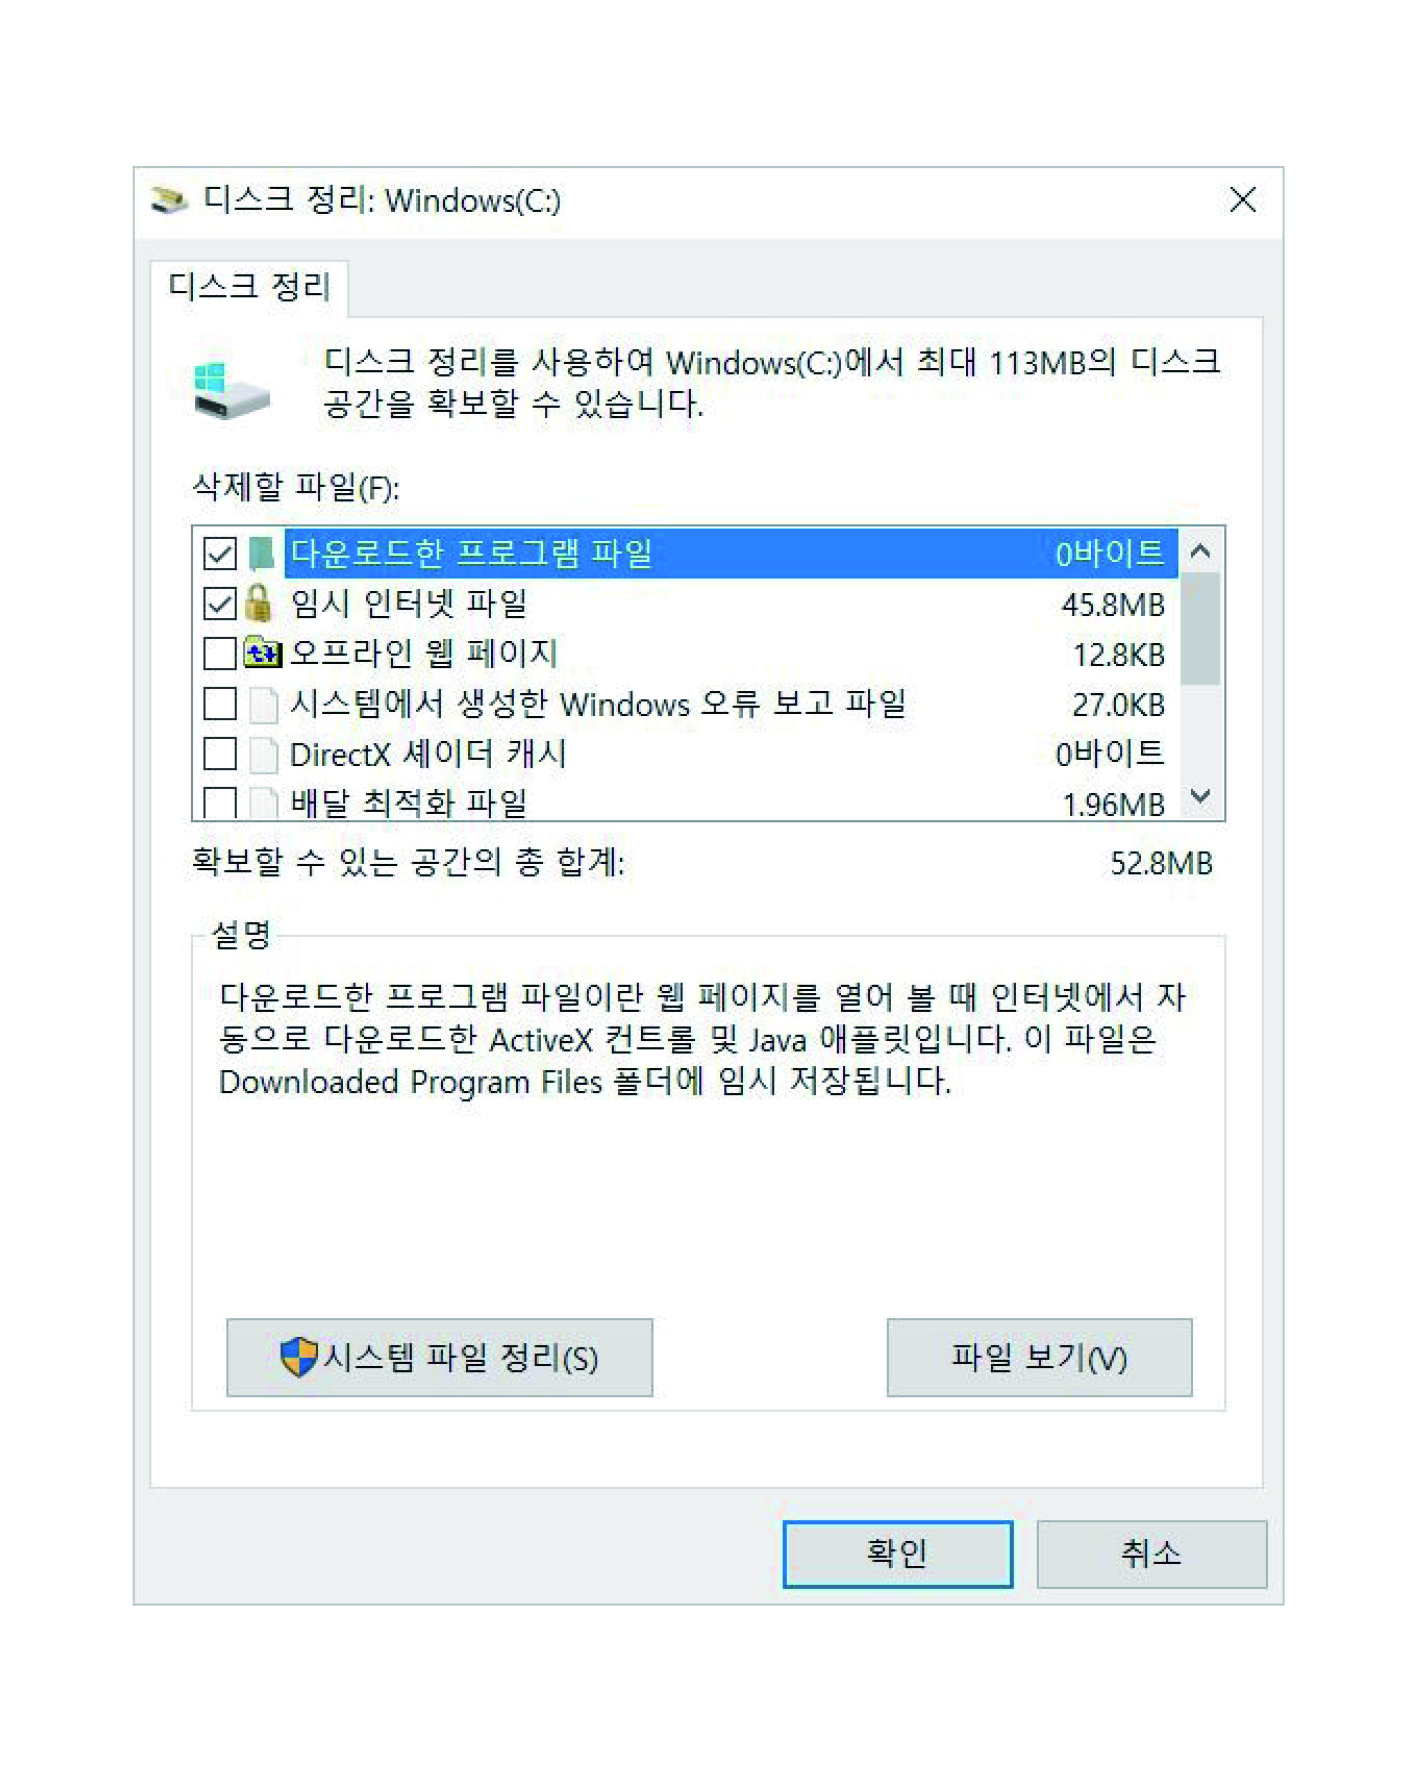 디스크 정리: Windows(C:)
디스크 정리
디스크 정리를 사용하여 Windows(C:)에서 최대 113MB의 디스크
공간을 확보할 수 있습니다.
삭제할 파일(F):
다운로드한 프로그램 파일 0바이트
임시 인터넷 파일 45.8MB
오프라인 웹 페이지 12.8KB
시스템에서 생성한 Windows 오류 보고 파일 27.0KB
DirectX 셰이더 캐시 0바이트
배달 최적화 파일 1.96MB
확보할 수 있는 공간의 총 합계: 52.8MB
설명
다운로드한 프로그램 파일이란 웹 페이지를 열어 볼 때 인터넷에서 자
동으로 다운로드한 ActiveX 컨트롤 및 Java 애플릿입니다. 이 파일은
Downloaded Program Files 폴더에 임시 저장됩니다.
시스템 파일 정리(S) 파일 보기(V)
확인 취소